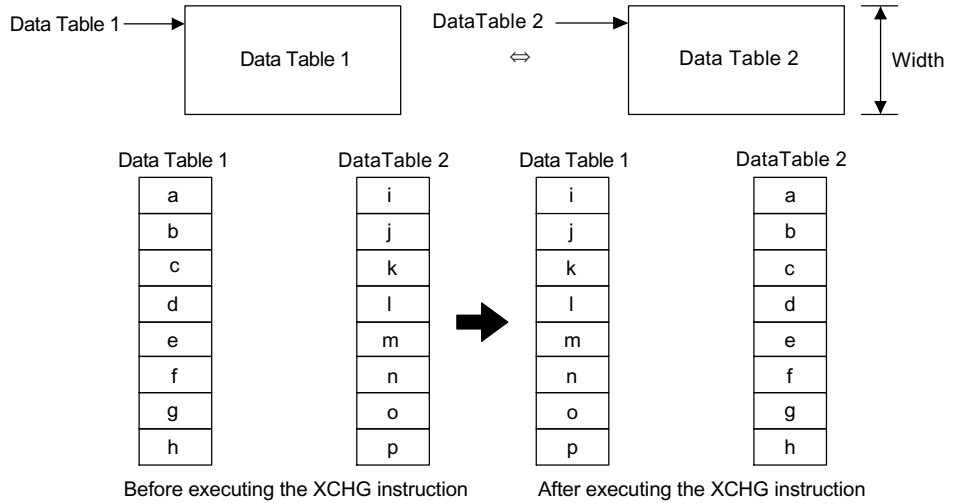 Data Table 1
Data Table 1
DataTable 2
⇔
Data Table 2
Width
Data Table 1 DataTable 2 Data Table 1 DataTable 2
a i i a
b j j b
c k k c
d l l d
e m m e
f n n f
g o o g
h p p h
Before executing the XCHG instruction After executing the XCHG instruction